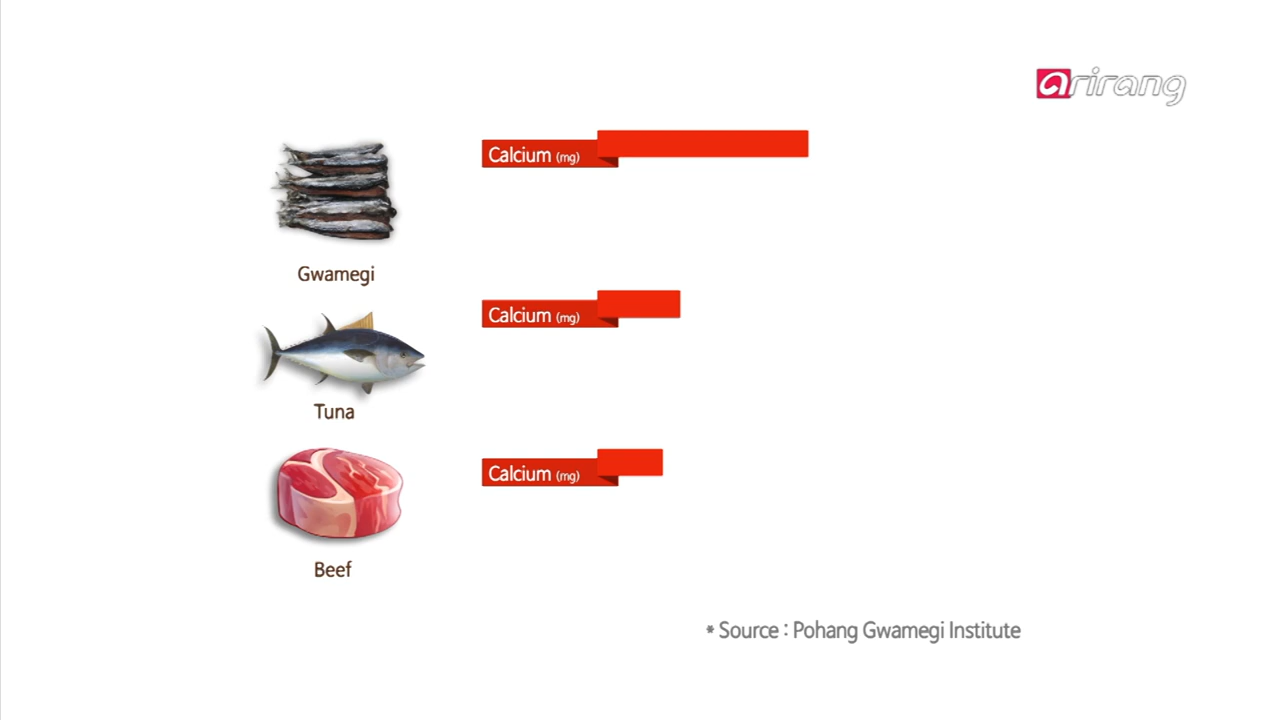 arirang
Calcium (mg)
Gwamegi
Calcium (mg)
Tuna
Calcium (mg)
Beef
* Source : Pohang Gwamegi Institute